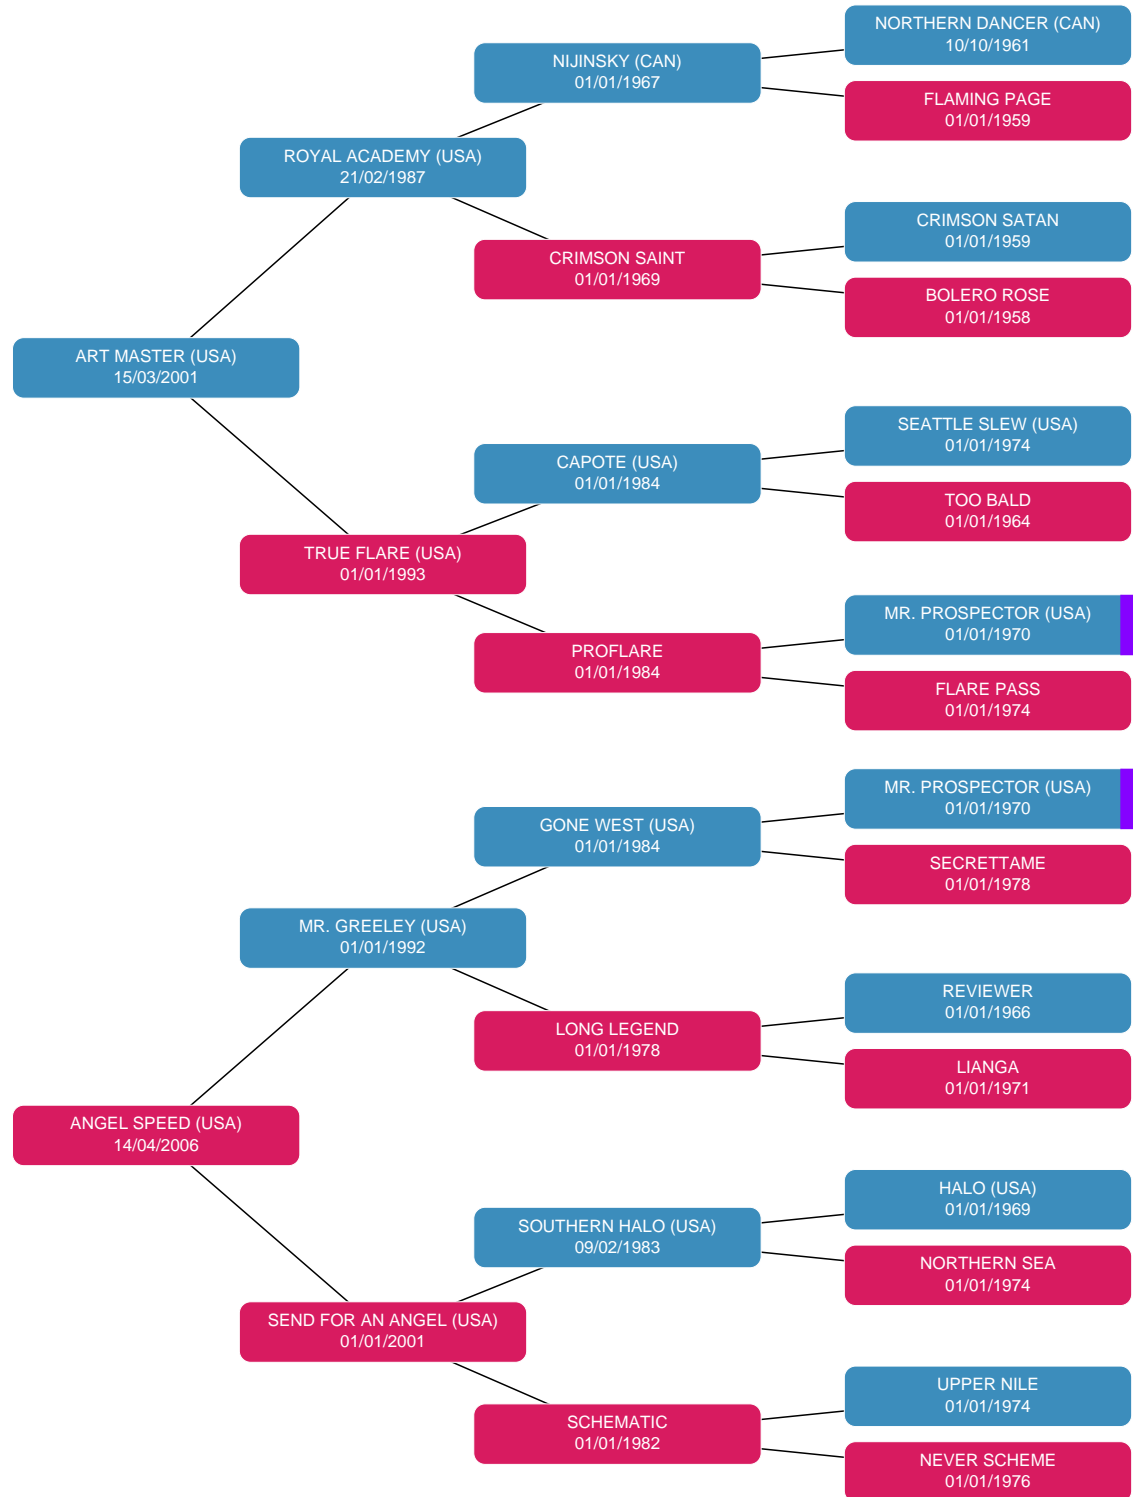 NORTHERN DANCER (CAN)
10/10/1961
NIJINSKY (CAN)
01/01/1967
FLAMING PAGE
01/01/1959
ROYAL ACADEMY (USA)
21/02/1987
CRIMSON SATAN
01/01/1959
CRIMSON SAINT
01/01/1969
BOLERO ROSE
01/01/1958
ART MASTER (USA)
15/03/2001
SEATTLE SLEW (USA)
01/01/1974
CAPOTE (USA)
01/01/1984
TOO BALD
01/01/1964
TRUE FLARE (USA)
01/01/1993
MR. PROSPECTOR (USA)
01/01/1970
PROFLARE
01/01/1984
FLARE PASS
01/01/1974
MR. PROSPECTOR (USA)
01/01/1970
GONE WEST (USA)
01/01/1984
SECRETTAME
01/01/1978
MR. GREELEY (USA)
01/01/1992
REVIEWER
01/01/1966
LONG LEGEND
01/01/1978
LIANGA
01/01/1971
ANGEL SPEED (USA)
14/04/2006
HALO (USA)
01/01/1969
SOUTHERN HALO (USA)
09/02/1983
NORTHERN SEA
01/01/1974
SEND FOR AN ANGEL (USA)
01/01/2001
UPPER NILE
01/01/1974
SCHEMATIC
01/01/1982
NEVER SCHEME
01/01/1976